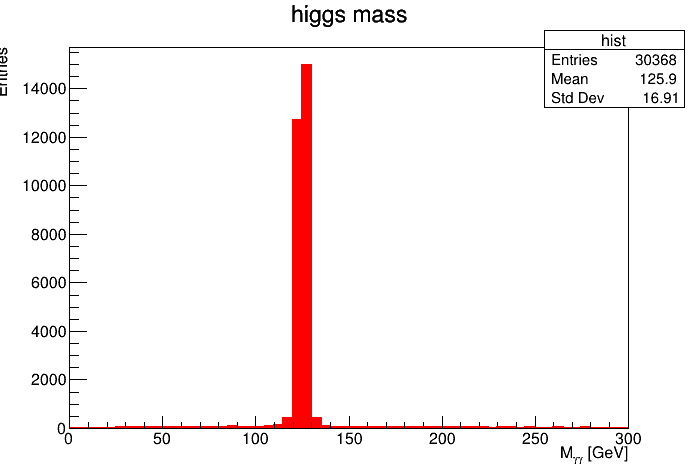 higgs mass
hist
Entries 30368
Mean 125.9
Std Dev 16.91
Entries
14000
12000
10000
8000
6000
4000
2000
0
0 50 100 150 200 250 300
Mγγ [GeV]